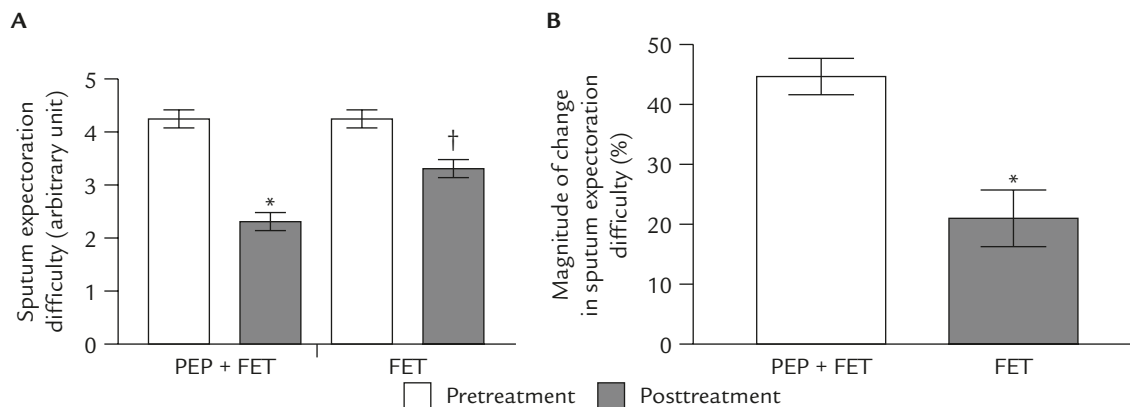 A
Sputum expectoration
difficulty (arbitrary unit)
5
4
3
2
1
0
*
†
PEP + FET
FET
B
Magnitude of change
in sputum expectoration
difficulty (%)
50
40
30
20
10
0
*
PEP + FET
FET
Pretreatment
Posttreatment